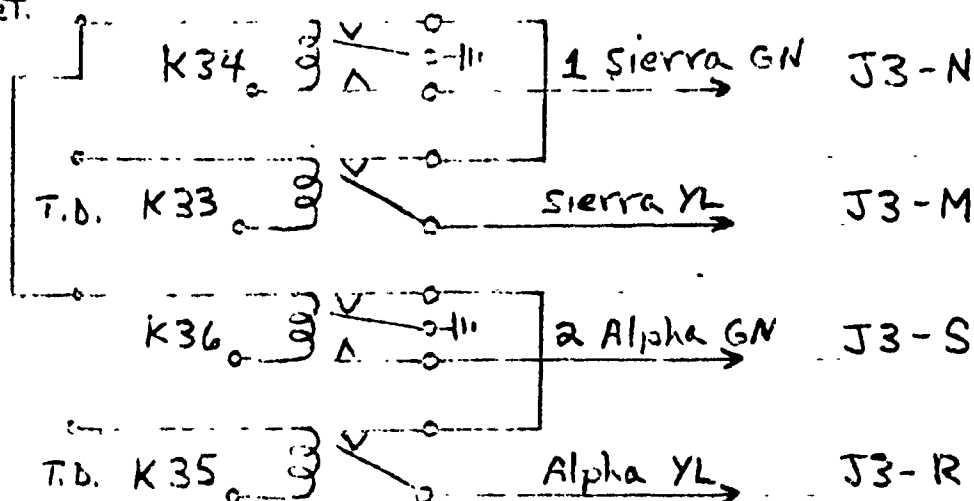 K34 1 Sierra GN J3-N
T.D. K33 Sierra YL J3-M
K36 2 Alpha GN J3-S
T.D. K35 Alpha YL J3-R